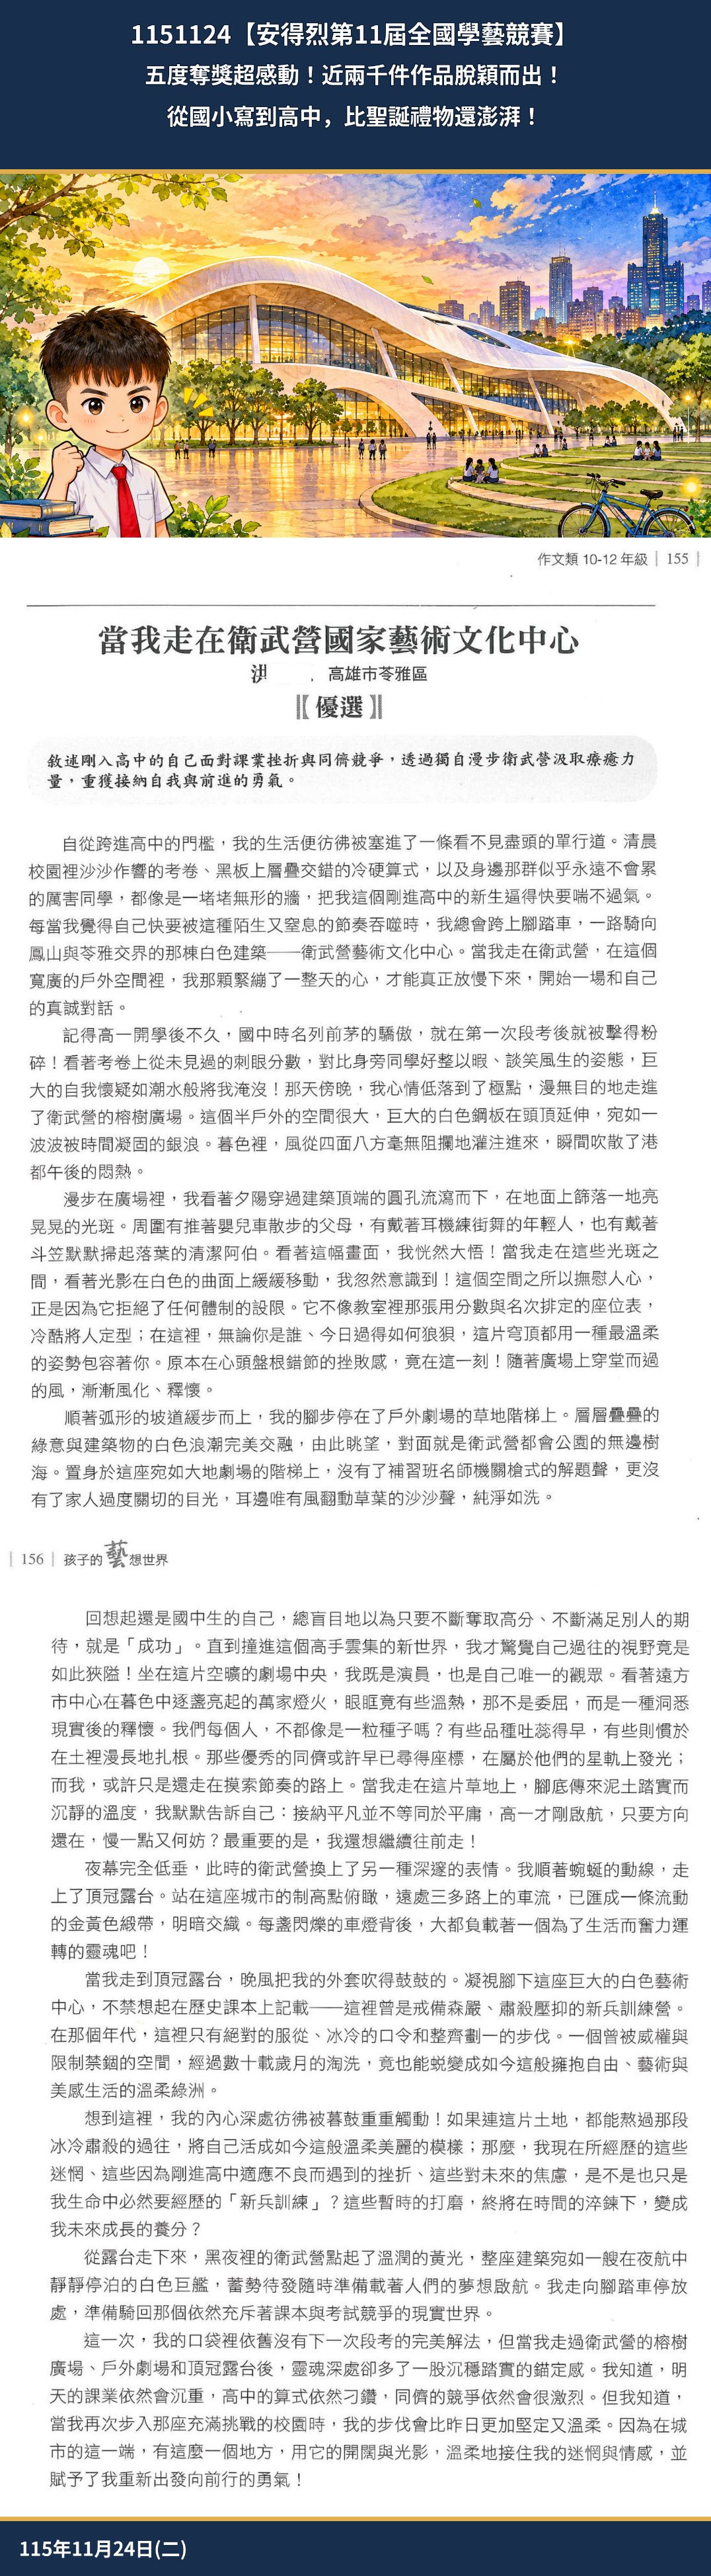 1151124【安得烈第11屆全國學藝競賽】
五度奪獎超感動！近兩千件作品脫穎而出！
從國小寫到高中，比聖誕禮物還澎湃！
作文類 10-12 年級｜155｜
當我走在衛武營國家藝術文化中心
洪 高雄市苓雅區
〖優選〗
敘述剛入高中的自己面對課業挫折與同儕競爭，透過獨自漫步衛武營汲取療癒力
量，重獲接納自我與前進的勇氣。
自從跨進高中的門檻，我的生活便彷彿被塞進了一條看不見盡頭的單行道。清晨
校園裡沙沙作響的考卷、黑板上層疊交錯的冷硬算式，以及身邊那群似乎永遠不會累
的厲害同學，都像是一堵堵無形的牆，把我這個剛進高中的新生逼得快要喘不過氣。
每當我覺得自己快要被這種陌生又窒息的節奏吞噬時，我總會跨上腳踏車，一路騎向
鳳山與苓雅交界的那棟白色建築——衛武營藝術文化中心。當我走在衛武營，在這個
寬廣的戶外空間裡，我那顆緊繃了一整天的心，才能真正放慢下來，開始一場和自己
的真誠對話。
記得高一開學後不久，國中時名列前茅的驕傲，就在第一次段考後就被擊得粉
碎！看著考卷上從未見過的刺眼分數，對比身旁同學好整以暇、談笑風生的姿態，巨
大的自我懷疑如潮水般將我淹沒！那天傍晚，我心情低落到了極點，漫無目的地走進
了衛武營的榕樹廣場。這個半戶外的空間很大，巨大的白色鋼板在頭頂延伸，宛如一
波波被時間凝固的銀浪。暮色裡，風從四面八方毫無阻攔地灌注進來，瞬間吹散了港
都午後的悶熱。
漫步在廣場裡，我看著夕陽穿過建築頂端的圓孔流瀉而下，在地面上篩落一地亮
晃晃的光斑。周圍有推著嬰兒車散步的父母，有戴著耳機練街舞的年輕人，也有戴著
斗笠默默掃起落葉的清潔阿伯。看著這幅畫面，我恍然大悟！當我走在這些光斑之
間，看著光影在白色的曲面上緩緩移動，我忽然意識到！這個空間之所以撫慰人心，
正是因為它拒絕了任何體制的設限。它不像教室裡那張用分數與名次排定的座位表，
冷酷將人定型；在這裡，無論你是誰、今日過得如何狼狽，這片穹頂都用一種最溫柔
的姿勢包容著你。原本在心頭盤根錯節的挫敗感，竟在這一刻！隨著廣場上穿堂而過
的風，漸漸風化、釋懷。
順著弧形的坡道緩步而上，我的腳步停在了戶外劇場的草地階梯上。層層疊疊的
綠意與建築物的白色浪潮完美交融，由此眺望，對面就是衛武營都會公園的無邊樹
海。置身於這座宛如大地劇場的階梯上，沒有了補習班名師機關槍式的解題聲，更沒
有了家人過度關切的目光，耳邊唯有風翻動草葉的沙沙聲，純淨如洗。
｜156｜孩子的藝想世界
回想起還是國中生的自己，總盲目地以為只要不斷奪取高分、不斷滿足別人的期
待，就是「成功」。直到撞進這個高手雲集的新世界，我才驚覺自己過往的視野竟是
如此狹隘！坐在這片空曠的劇場中央，我既是演員，也是自己唯一的觀眾。看著遠方
市中心在暮色中逐盞亮起的萬家燈火，眼眶竟有些溫熱，那不是委屈，而是一種洞悉
現實後的釋懷。我們每個人，不都像是一粒種子嗎？有些品種吐蕊得早，有些則慣於
在土裡漫長地扎根。那些優秀的同儕或許早已尋得座標，在屬於他們的星軌上發光；
而我，或許只是還走在摸索節奏的路上。當我走在這片草地上，腳底傳來泥土踏實而
沉靜的溫度，我默默告訴自己：接納平凡並不等同於平庸，高一才剛啟航，只要方向
還在，慢一點又何妨？最重要的是，我還想繼續往前走！
夜幕完全低垂，此時的衛武營換上了另一種深邃的表情。我順著蜿蜒的動線，走
上了頂冠露台。站在這座城市的制高點俯瞰，遠處三多路上的車流，已匯成一條流動
的金黃色緞帶，明暗交織。每盞閃爍的車燈背後，大都負載著一個為了生活而奮力運
轉的靈魂吧！
當我走到頂冠露台，晚風把我的外套吹得鼓鼓的。凝視腳下這座巨大的白色藝術
中心，不禁想起在歷史課本上記載——這裡曾是戒備森嚴、肅殺壓抑的新兵訓練營。
在那個年代，這裡只有絕對的服從、冰冷的口令和整齊劃一的步伐。一個曾被威權與
限制禁錮的空間，經過數十載歲月的淘洗，竟也能蛻變成如今這般擁抱自由、藝術與
美感生活的溫柔綠洲。
想到這裡，我的內心深處彷彿被暮鼓重重觸動！如果連這片土地，都能熬過那段
冰冷肅殺的過往，將自己活成如今這般溫柔美麗的模樣；那麼，我現在所經歷的這些
迷惘、這些因為剛進高中適應不良而遇到的挫折、這些對未來的焦慮，是不是也只是
我生命中必然要經歷的「新兵訓練」？這些暫時的打磨，終將在時間的淬鍊下，變成
我未來成長的養分？
從露台走下來，黑夜裡的衛武營點起了溫潤的黃光，整座建築宛如一艘在夜航中
靜靜停泊的白色巨艦，蓄勢待發隨時準備載著人們的夢想啟航。我走向腳踏車停放
處，準備騎回那個依然充斥著課本與考試競爭的現實世界。
這一次，我的口袋裡依舊沒有下一次段考的完美解法，但當我走過衛武營的榕樹
廣場、戶外劇場和頂冠露台後，靈魂深處卻多了一股沉穩踏實的錨定感。我知道，明
天的課業依然會沉重，高中的算式依然刁鑽，同儕的競爭依然會很激烈。但我知道，
當我再次步入那座充滿挑戰的校園時，我的步伐會比昨日更加堅定又溫柔。因為在城
市的這一端，有這麼一個地方，用它的開闊與光影，溫柔地接住我的迷惘與情感，並
賦予了我重新出發向前行的勇氣！
115年11月24日(二)